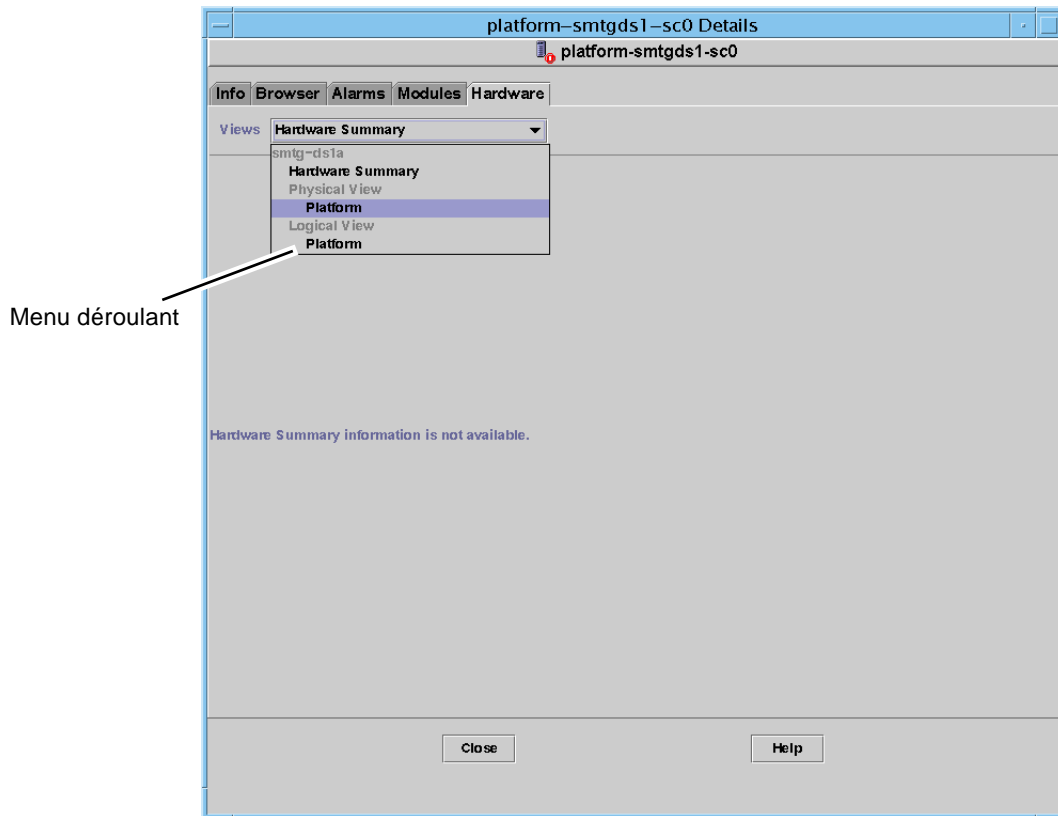 platform–smtgds1–sc0 Details
platform-smtgds1-sc0
Info Browser Alarms Modules Hardware
Views Hardware Summary
smtg-ds1a
Hardware Summary
Physical View
Platform
Logical View
Platform
Menu déroulant
Hardware Summary information is not available.
Close Help